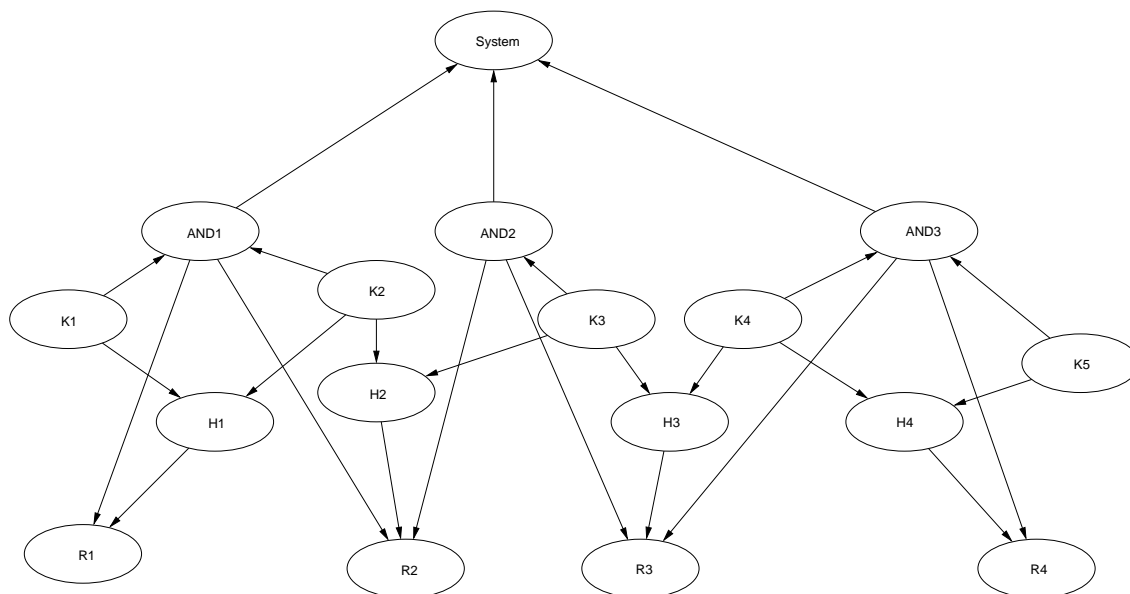 System
AND1
AND2
AND3
K1
K2
K3
K4
K5
H1
H2
H3
H4
R1
R2
R3
R4